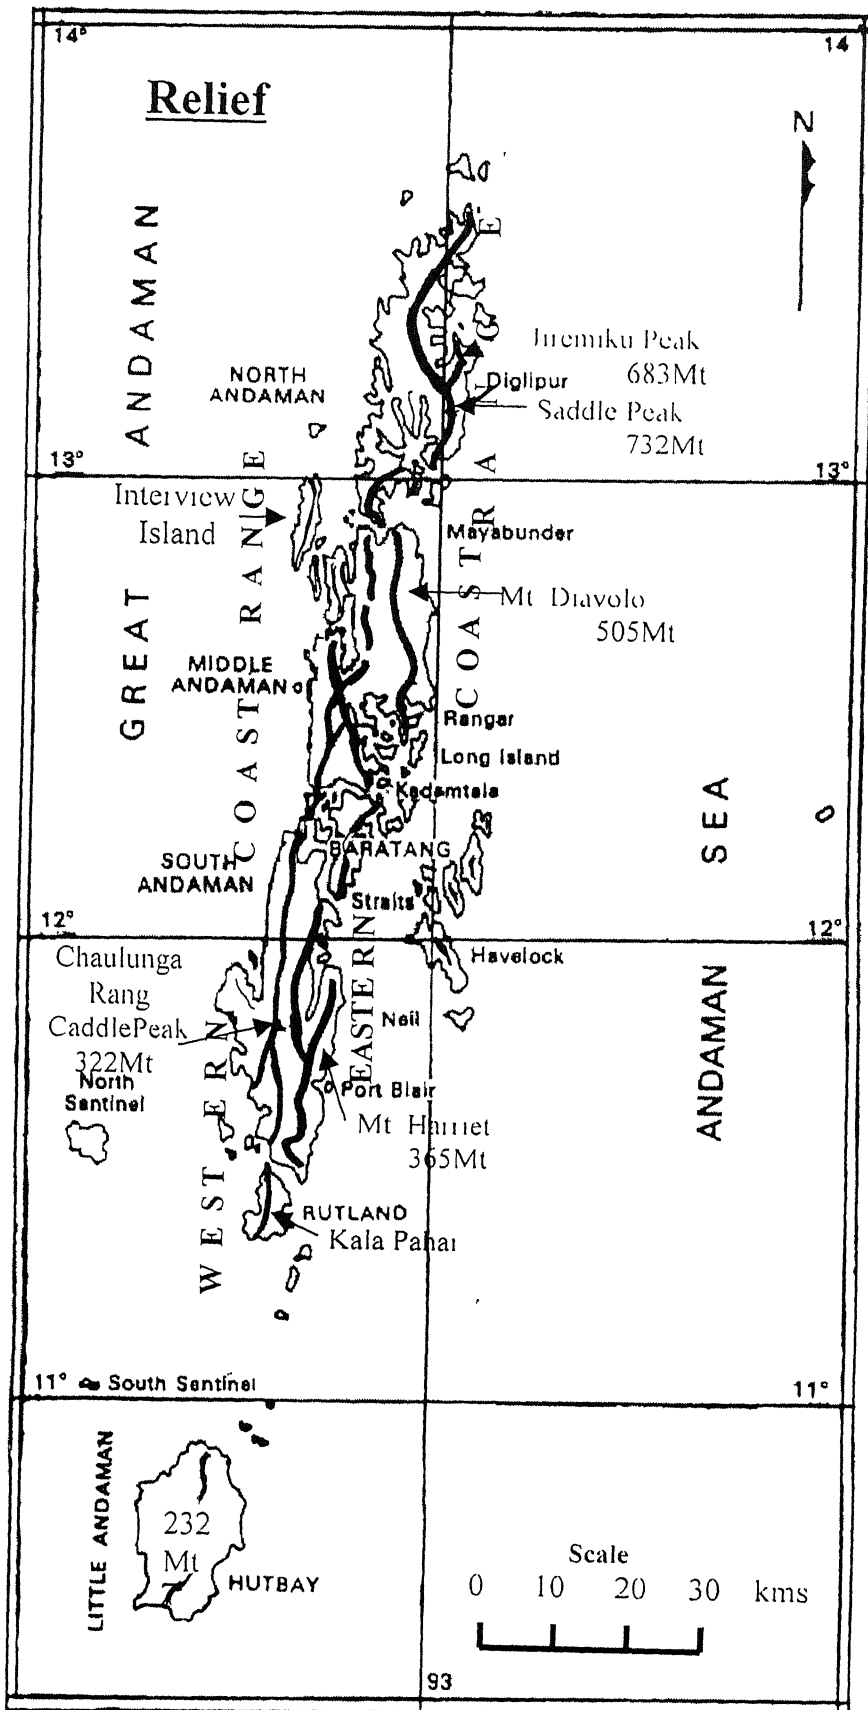 14°
14
Relief
N
GREAT ANDAMAN
NORTH
ANDAMAN
Jiremiku Peak
683Mt
Diglipur
Saddle Peak
732Mt
13°
13°
Interview
Island
Mayabunder
Mt Diavolo
505Mt
MIDDLE
ANDAMAN
Rangar
Long Island
Kadamtala
BARATANG
SOUTH
ANDAMAN
Straits
12°
12°
Havelock
Chaulunga
Rang
CaddlePeak
322Mt
Neil
North
Sentinel
Port Blair
Mt Harriet
365Mt
RUTLAND
Kala Pahar
WESTERN COAST RANGE
EASTERN COASTRA GE
ANDAMAN SEA
11°
South Sentinel
11°
LITTLE ANDAMAN
232
Mt
HUTBAY
Scale
0 10 20 30 kms
93